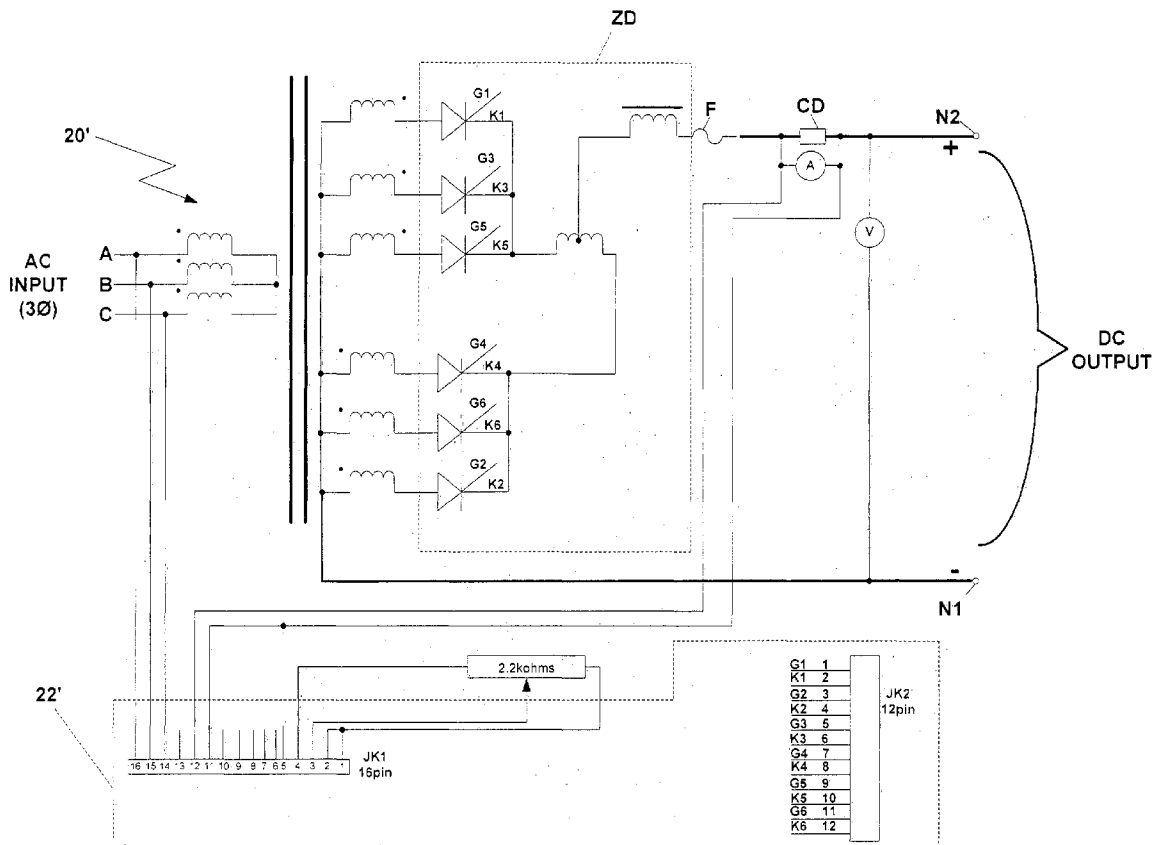 ZD
20'
G1
K1
G3
K3
G5
K5
G4
K4
G6
K6
G2
K2
F
CD
A
V
N2
+
-
N1
AC
INPUT
(3Ø)
A
B
C
DC
OUTPUT
2.2kohms
22'
16 15 14 13 12 11 10 9 8 7 6 5 4 3 2 1
JK1
16pin
G1 1
K1 2
G2 3
K2 4
G3 5
K3 6
G4 7
K4 8
G5 9
K5 10
G6 11
K6 12
JK2
12pin